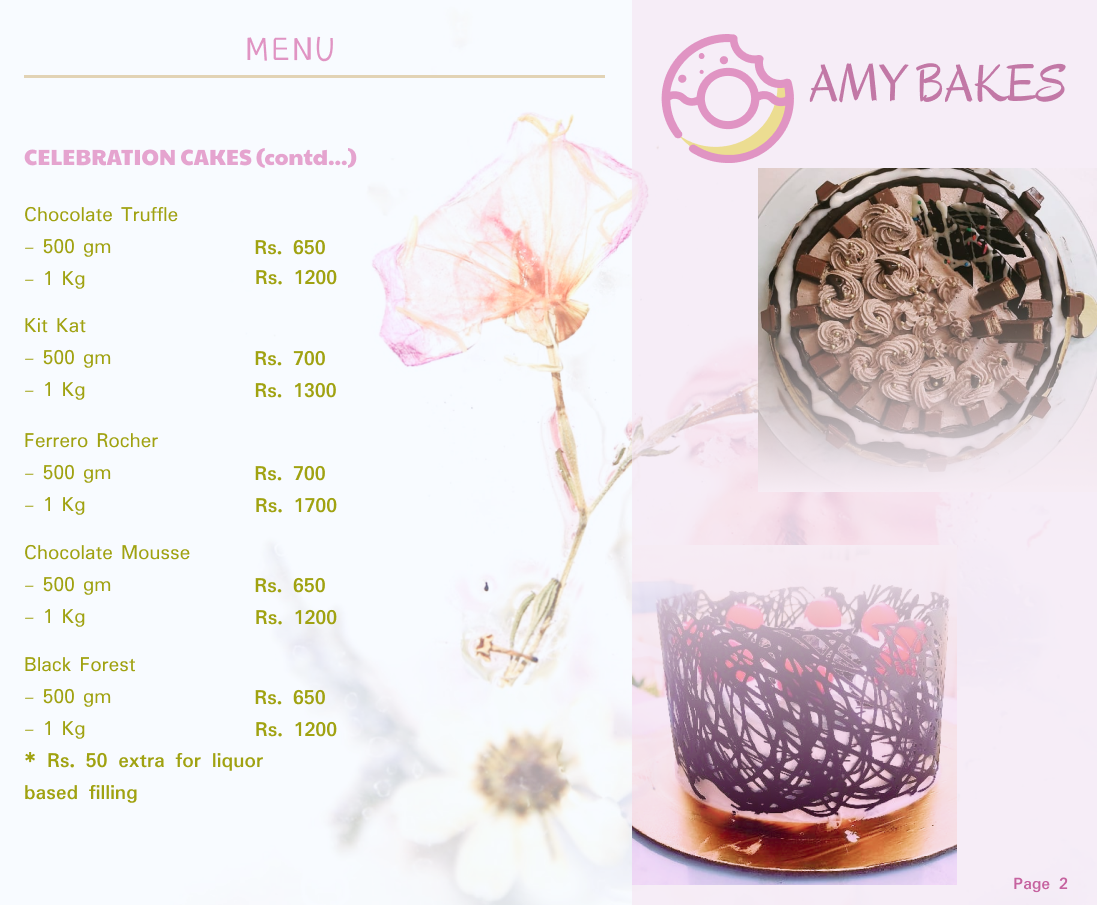 MENU
AMY BAKES
CELEBRATION CAKES (contd...)
Chocolate Truffle
– 500 gm Rs. 650
– 1 Kg Rs. 1200
Kit Kat
– 500 gm Rs. 700
– 1 Kg Rs. 1300
Ferrero Rocher
– 500 gm Rs. 700
– 1 Kg Rs. 1700
Chocolate Mousse
– 500 gm Rs. 650
– 1 Kg Rs. 1200
Black Forest
– 500 gm Rs. 650
– 1 Kg Rs. 1200
* Rs. 50 extra for liquor
based filling
Page 2